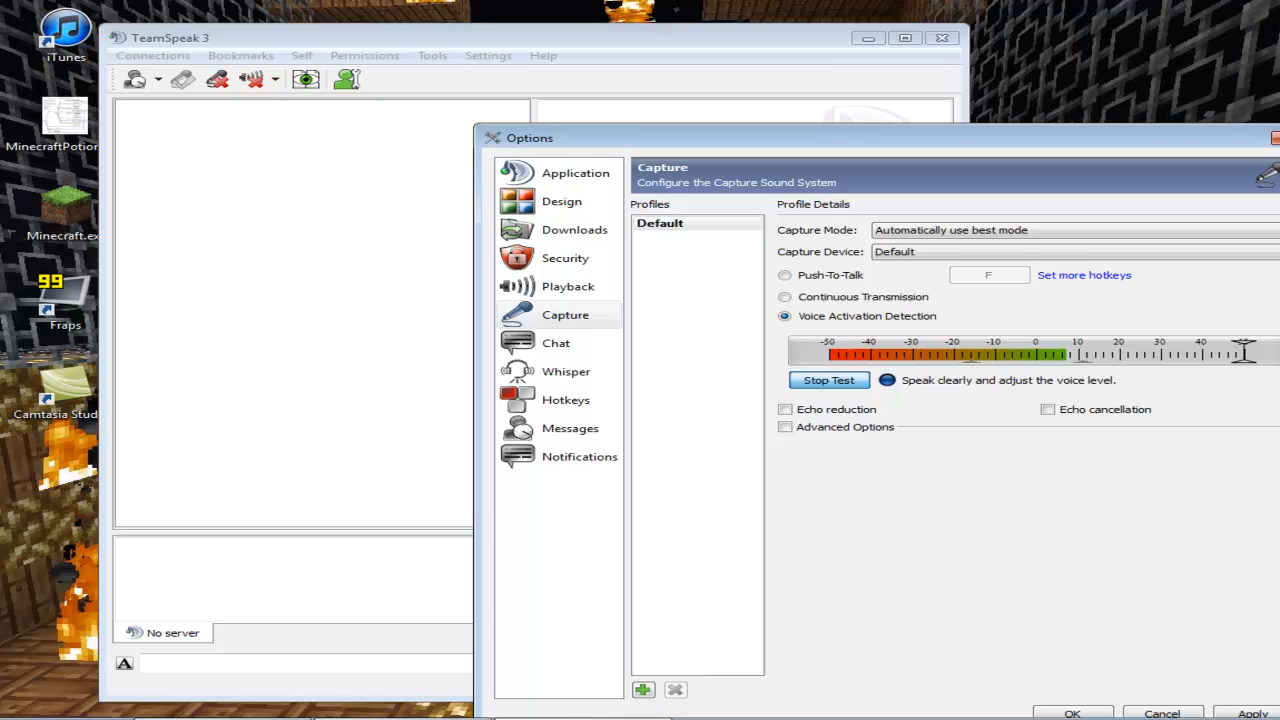 iTunes
MinecraftPotion
Minecraft.ex
99
Fraps
Camtasia Stud
TeamSpeak 3
Connections Bookmarks Self Permissions Tools Settings Help
No server
A
Options
Application
Design
Downloads
Security
Playback
Capture
Chat
Whisper
Hotkeys
Messages
Notifications
Capture
Configure the Capture Sound System
Profiles
Default
Profile Details
Capture Mode: Automatically use best mode
Capture Device: Default
Push-To-Talk F Set more hotkeys
Continuous Transmission
Voice Activation Detection
-50 -40 -30 -20 -10 0 10 20 30 40
Stop Test Speak clearly and adjust the voice level.
Echo reduction Echo cancellation
Advanced Options
OK Cancel Apply